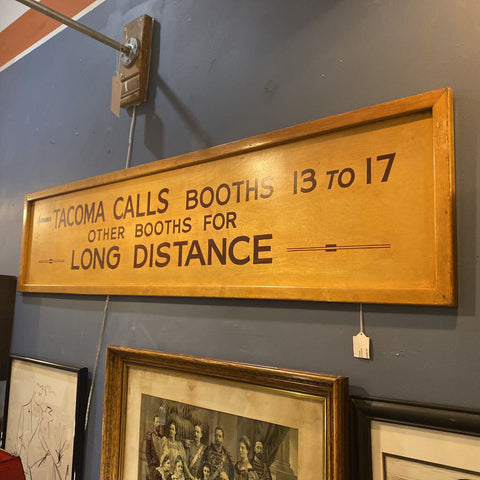 TACOMA CALLS BOOTHS 13 TO 17
OTHER BOOTHS FOR
LONG DISTANCE